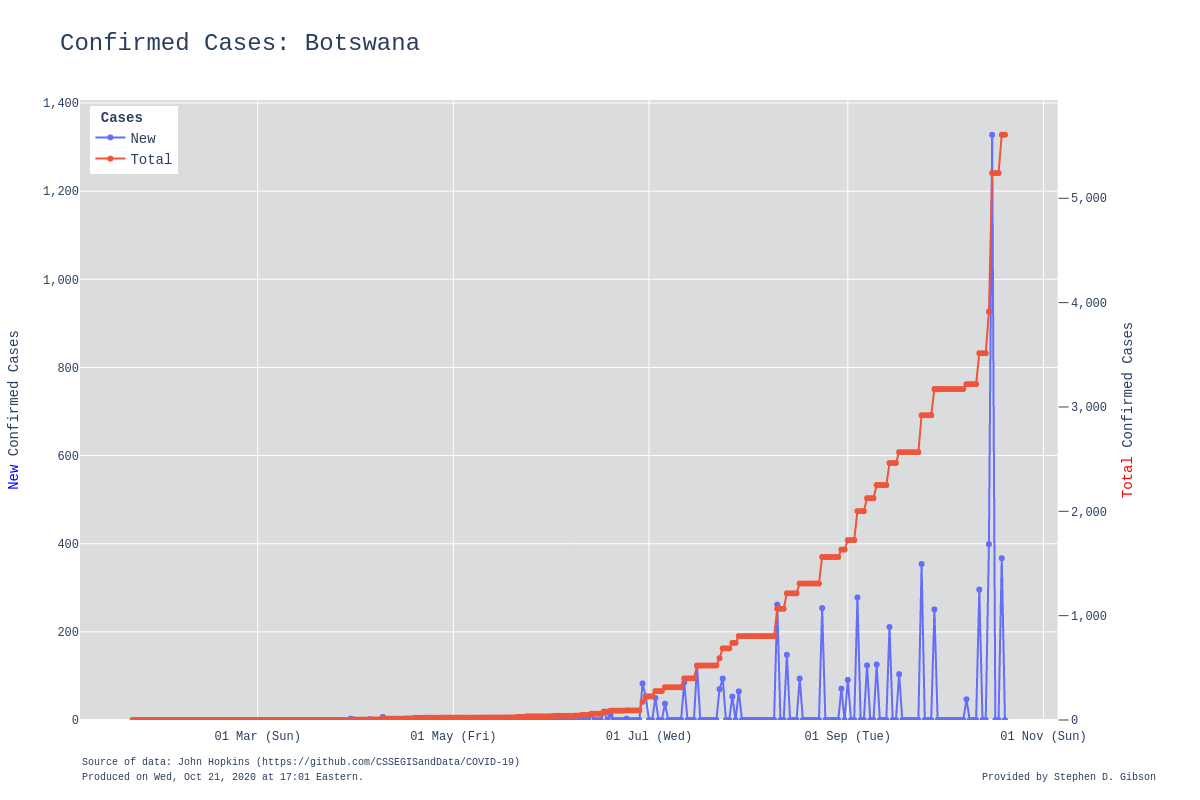 Confirmed Cases: Botswana
Cases
New
Total
1,400
1,200
1,000
800
600
400
200
0
5,000
4,000
3,000
2,000
1,000
0
New Confirmed Cases
Total Confirmed Cases
01 Mar (Sun)
01 May (Fri)
01 Jul (Wed)
01 Sep (Tue)
01 Nov (Sun)
Source of data: John Hopkins (https://github.com/CSSEGISandData/COVID-19)
Produced on Wed, Oct 21, 2020 at 17:01 Eastern.
Provided by Stephen D. Gibson